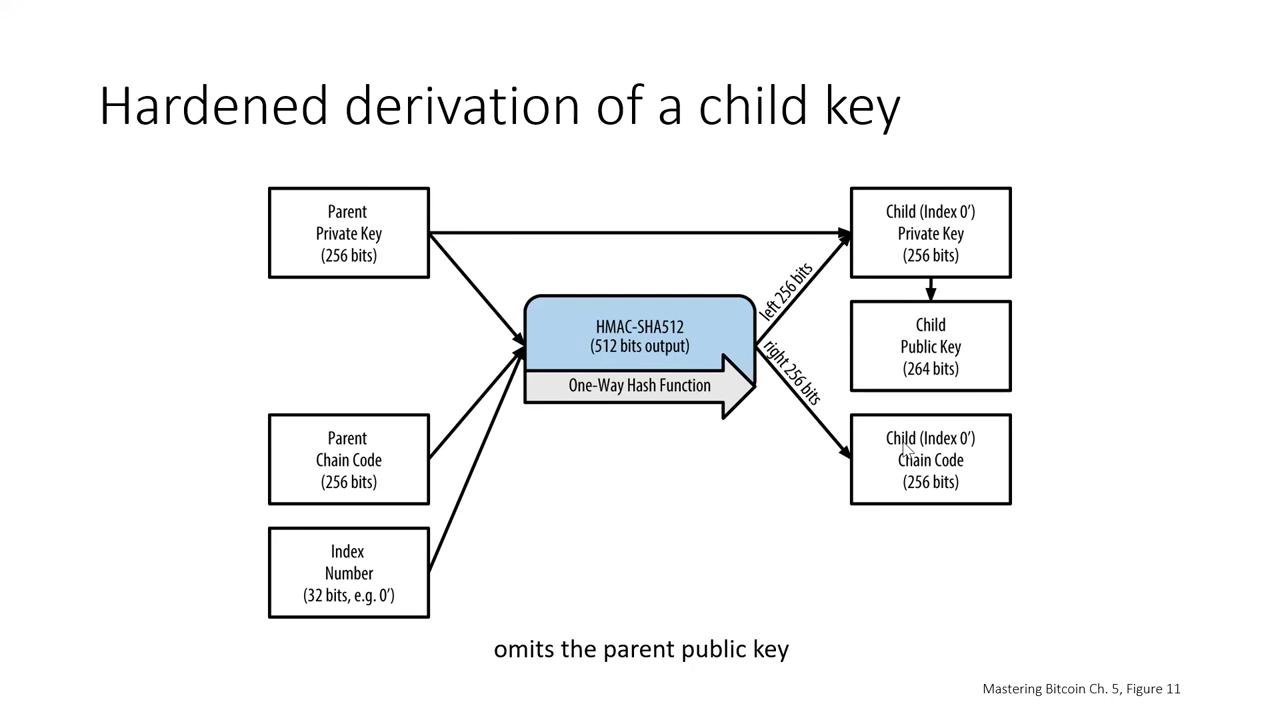 Hardened derivation of a child key
Parent
Private Key
(256 bits)
Child (Index 0′)
Private Key
(256 bits)
left 256 bits
HMAC-SHA512
(512 bits output)
One-Way Hash Function
right 256 bits
Child
Public Key
(264 bits)
Parent
Chain Code
(256 bits)
Child (Index 0′)
Chain Code
(256 bits)
Index
Number
(32 bits, e.g. 0′)
omits the parent public key
Mastering Bitcoin Ch. 5, Figure 11